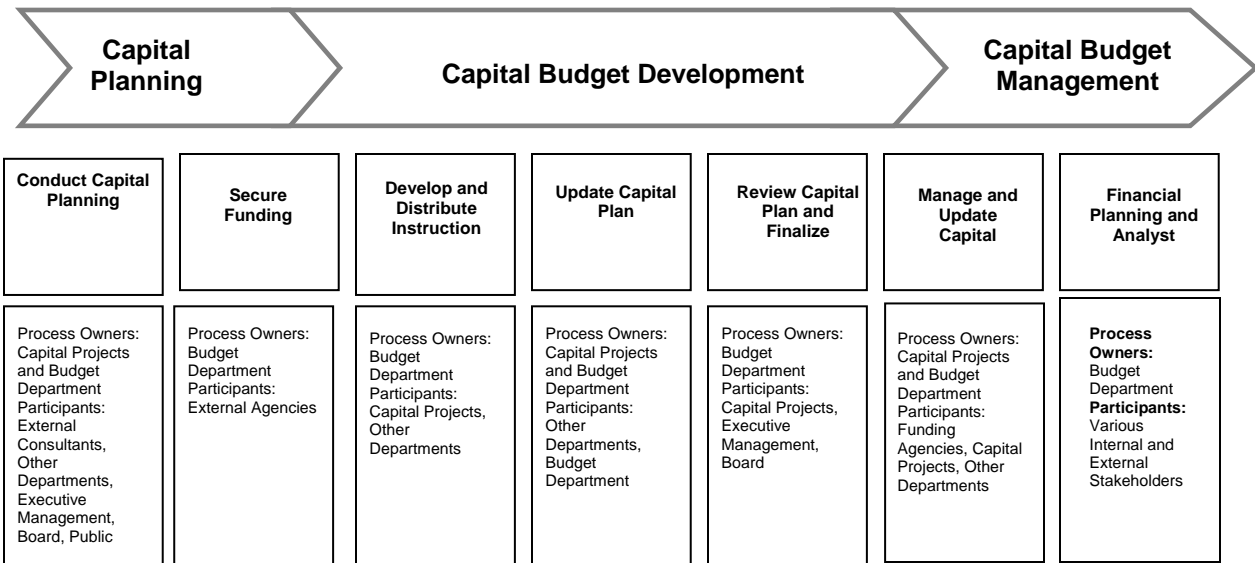 Capital
Planning
Capital Budget Development
Capital Budget
Management
Conduct Capital
Planning
Secure
Funding
Develop and
Distribute
Instruction
Update Capital
Plan
Review Capital
Plan and
Finalize
Manage and
Update
Capital
Financial
Planning and
Analyst
Process Owners:
Capital Projects
and Budget
Department
Participants:
External
Consultants,
Other
Departments,
Executive
Management,
Board, Public
Process Owners:
Budget
Department
Participants:
External Agencies
Process Owners:
Budget
Department
Participants:
Capital Projects,
Other
Departments
Process Owners:
Capital Projects
and Budget
Department
Participants:
Other
Departments,
Budget
Department
Process Owners:
Budget
Department
Participants:
Capital Projects,
Executive
Management,
Board
Process Owners:
Capital Projects
and Budget
Department
Participants:
Funding
Agencies, Capital
Projects, Other
Departments
Process
Owners:
Budget
Department
Participants:
Various
Internal and
External
Stakeholders